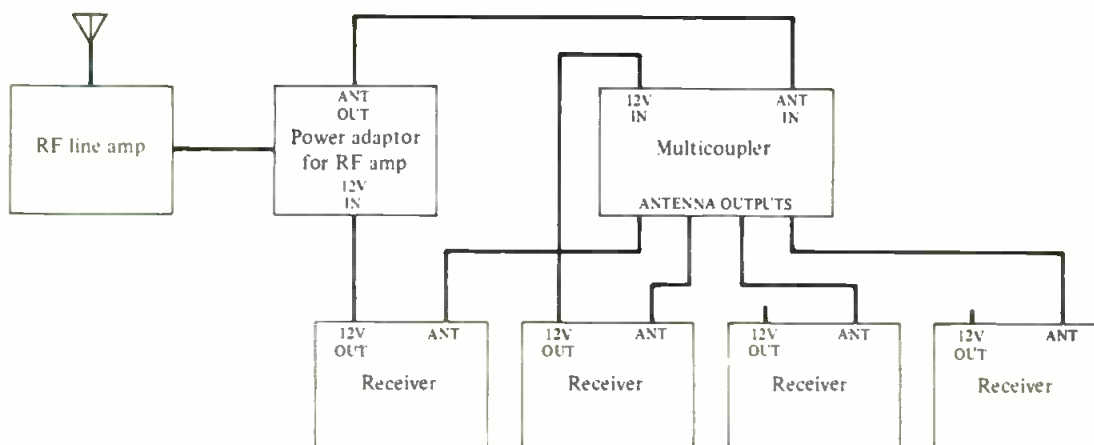 RF line amp
ANT
OUT
Power adaptor
for RF amp
12V
IN
12V
IN
ANT
IN
Multicoupler
ANTENNA OUTPUTS
12V
OUT
ANT
Receiver
12V
OUT
ANT
Receiver
12V
OUT
ANT
Receiver
12V
OUT
ANT
Receiver